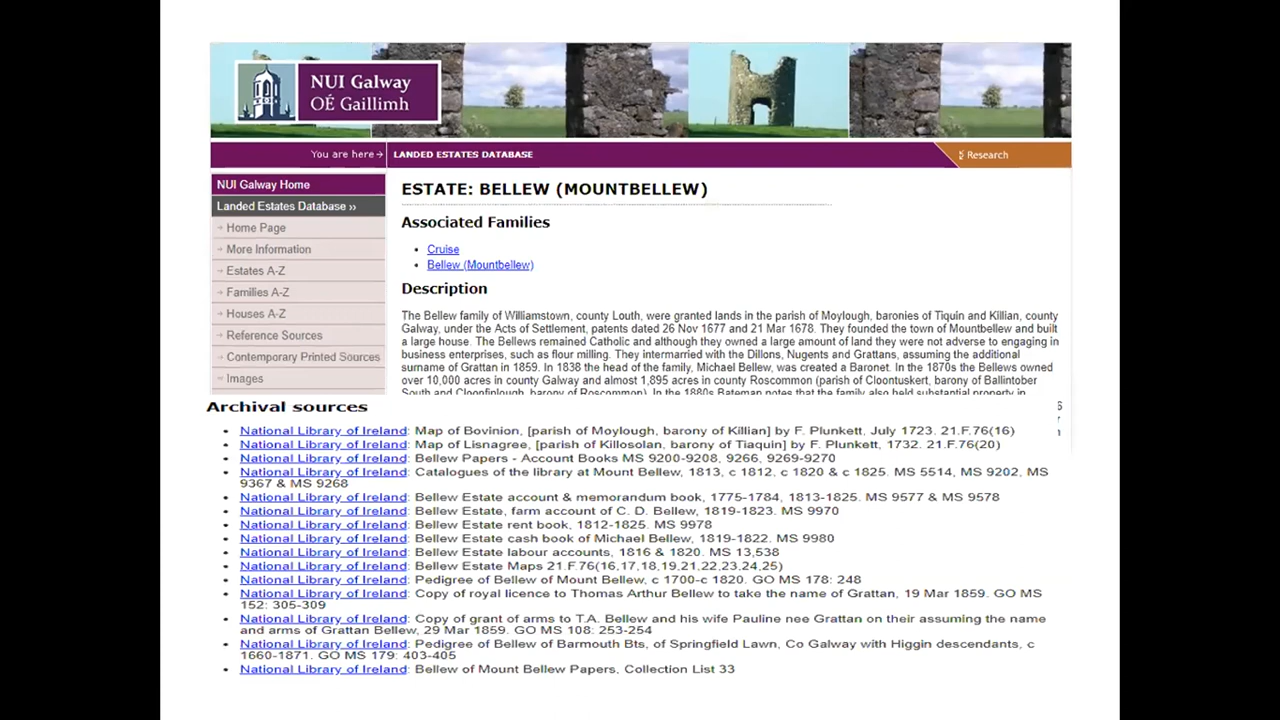 NUI Galway
OÉ Gaillimh
You are here → LANDED ESTATES DATABASE
Research
NUI Galway Home
Landed Estates Database ››
Home Page
More Information
Estates A-Z
Families A-Z
Houses A-Z
Reference Sources
Contemporary Printed Sources
Images
ESTATE: BELLEW (MOUNTBELLEW)
Associated Families
• Cruise
• Bellew (Mountbellew)
Description
The Bellew family of Williamstown, county Louth, were granted lands in the parish of Moylough, baronies of Tiquin and Killian, county
Galway, under the Acts of Settlement, patents dated 26 Nov 1677 and 21 Mar 1678. They founded the town of Mountbellew and built
a large house. The Bellews remained Catholic and although they owned a large amount of land they were not adverse to engaging in
business enterprises, such as flour milling. They intermarried with the Dillons, Nugents and Grattans, assuming the additional
surname of Grattan in 1859. In 1838 the head of the family, Michael Bellew, was created a Baronet. In the 1870s the Bellews owned
over 10,000 acres in county Galway and almost 1,895 acres in county Roscommon (parish of Cloontuskert, barony of Ballintober
South and Cloonfinlough, barony of Roscommon). In the 1880s Bateman notes that the family also held substantial property in
Archival sources
• National Library of Ireland: Map of Bovinion, [parish of Moylough, barony of Killian] by F. Plunkett, July 1723. 21.F.76(16)
• National Library of Ireland: Map of Lisnagree, [parish of Killosolan, barony of Tiaquin] by F. Plunkett, 1732. 21.F.76(20)
• National Library of Ireland: Bellew Papers - Account Books MS 9200-9208, 9266, 9269-9270
• National Library of Ireland: Catalogues of the library at Mount Bellew, 1813, c 1812, c 1820 & c 1825. MS 5514, MS 9202, MS
9367 & MS 9268
• National Library of Ireland: Bellew Estate account & memorandum book, 1775-1784, 1813-1825. MS 9577 & MS 9578
• National Library of Ireland: Bellew Estate, farm account of C. D. Bellew, 1819-1823. MS 9970
• National Library of Ireland: Bellew Estate rent book, 1812-1825. MS 9978
• National Library of Ireland: Bellew Estate cash book of Michael Bellew, 1819-1822. MS 9980
• National Library of Ireland: Bellew Estate labour accounts, 1816 & 1820. MS 13,538
• National Library of Ireland: Bellew Estate Maps 21.F.76(16,17,18,19,21,22,23,24,25)
• National Library of Ireland: Pedigree of Bellew of Mount Bellew, c 1700-c 1820. GO MS 178: 248
• National Library of Ireland: Copy of royal licence to Thomas Arthur Bellew to take the name of Grattan, 19 Mar 1859. GO MS
152: 305-309
• National Library of Ireland: Copy of grant of arms to T.A. Bellew and his wife Pauline nee Grattan on their assuming the name
and arms of Grattan Bellew, 29 Mar 1859. GO MS 108: 253-254
• National Library of Ireland: Pedigree of Bellew of Barmouth Bts, of Springfield Lawn, Co Galway with Higgin descendants, c
1660-1871. GO MS 179: 403-405
• National Library of Ireland: Bellew of Mount Bellew Papers, Collection List 33